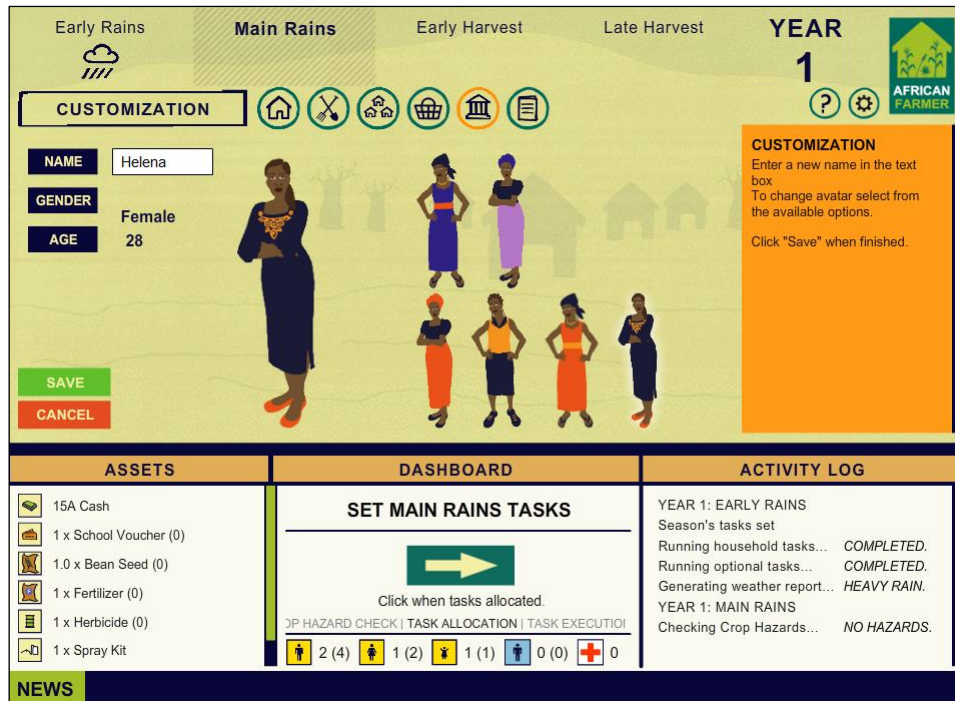 Early Rains
Main Rains
Early Harvest
Late Harvest
YEAR
1
AFRICAN
FARMER
?
CUSTOMIZATION
NAME
Helena
GENDER
Female
AGE
28
SAVE
CANCEL
CUSTOMIZATION
Enter a new name in the text
box
To change avatar select from
the available options.
Click "Save" when finished.
ASSETS
15A Cash
1 x School Voucher (0)
1.0 x Bean Seed (0)
1 x Fertilizer (0)
1 x Herbicide (0)
1 x Spray Kit
DASHBOARD
SET MAIN RAINS TASKS
Click when tasks allocated.
OP HAZARD CHECK | TASK ALLOCATION | TASK EXECUTIO
2 (4) 1 (2) 1 (1) 0 (0) 0
ACTIVITY LOG
YEAR 1: EARLY RAINS
Season's tasks set
Running household tasks... COMPLETED.
Running optional tasks... COMPLETED.
Generating weather report... HEAVY RAIN.
YEAR 1: MAIN RAINS
Checking Crop Hazards... NO HAZARDS.
NEWS